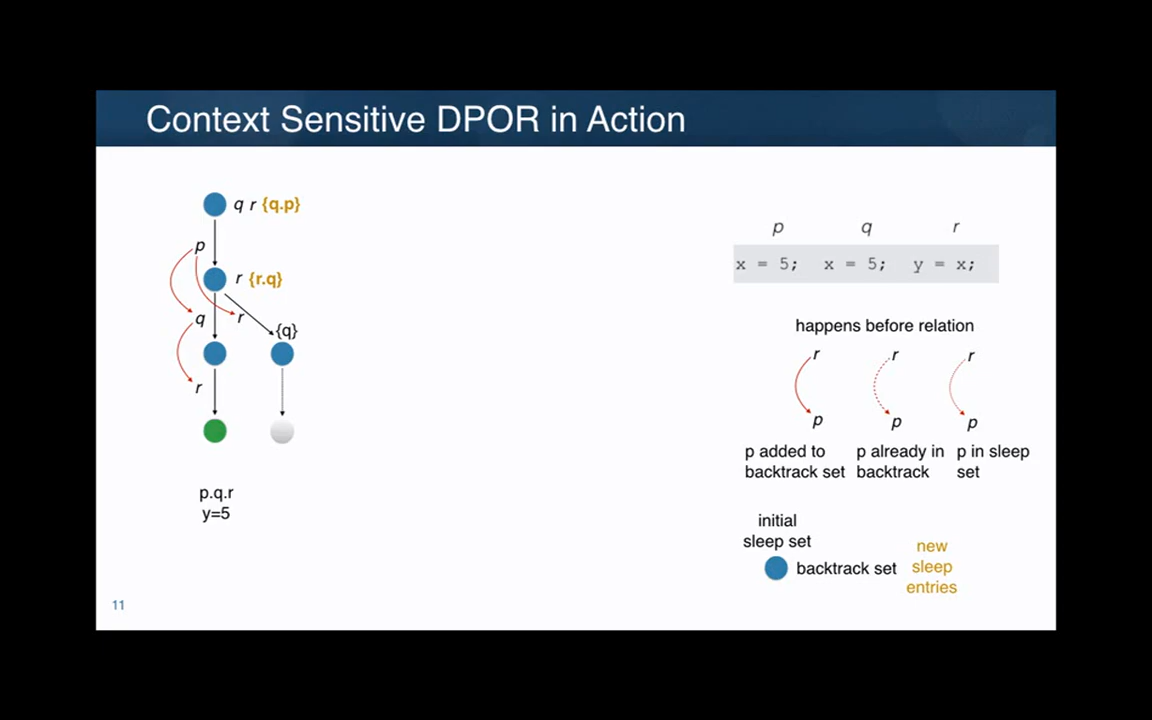 Context Sensitive DPOR in Action
q r {q.p}
p
r {r.q}
q
r
{q}
r
p.q.r
y=5
p q r
x = 5; x = 5; y = x;
happens before relation
r r r
p p p
p added to backtrack set
p already in backtrack
p in sleep set
initial
sleep set
backtrack set
new
sleep
entries
11